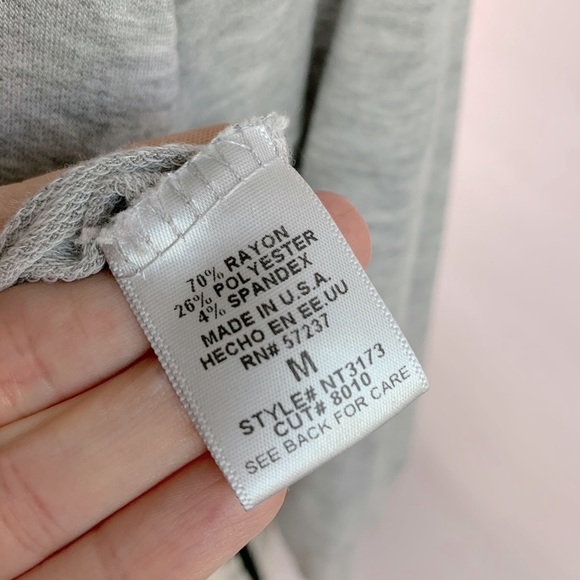 70% RAYON
26% POLYESTER
4% SPANDEX
MADE IN U.S.A.
HECHO EN EE.UU
RN# 57237
M
STYLE# NT3173
CUT# 8010
SEE BACK FOR CARE